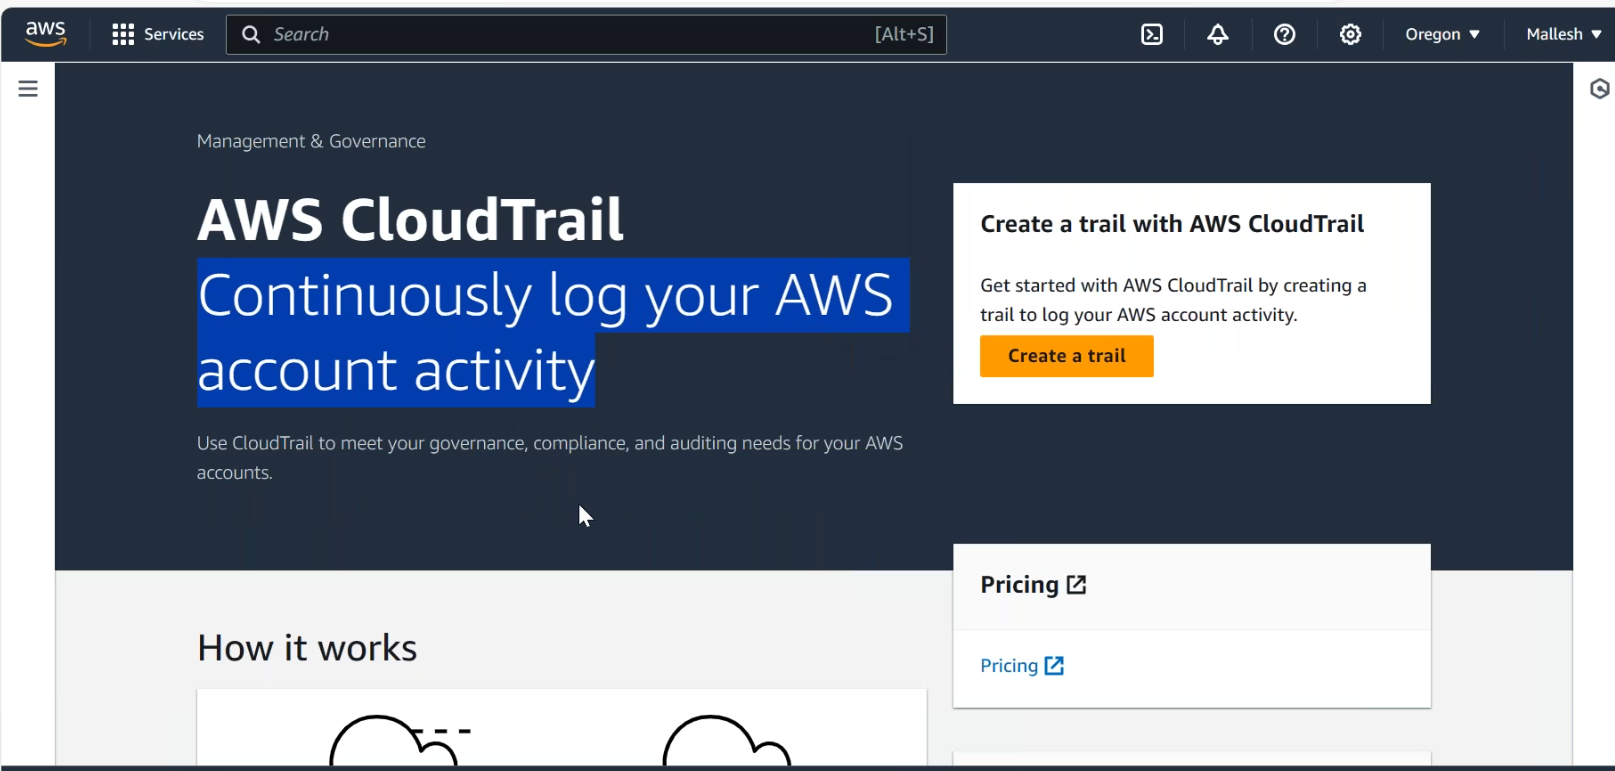 aws
Services
Search
[Alt+S]
Oregon
Mallesh
Management & Governance
AWS CloudTrail
Continuously log your AWS
account activity
Use CloudTrail to meet your governance, compliance, and auditing needs for your AWS
accounts.
Create a trail with AWS CloudTrail
Get started with AWS CloudTrail by creating a
trail to log your AWS account activity.
Create a trail
Pricing
Pricing
How it works